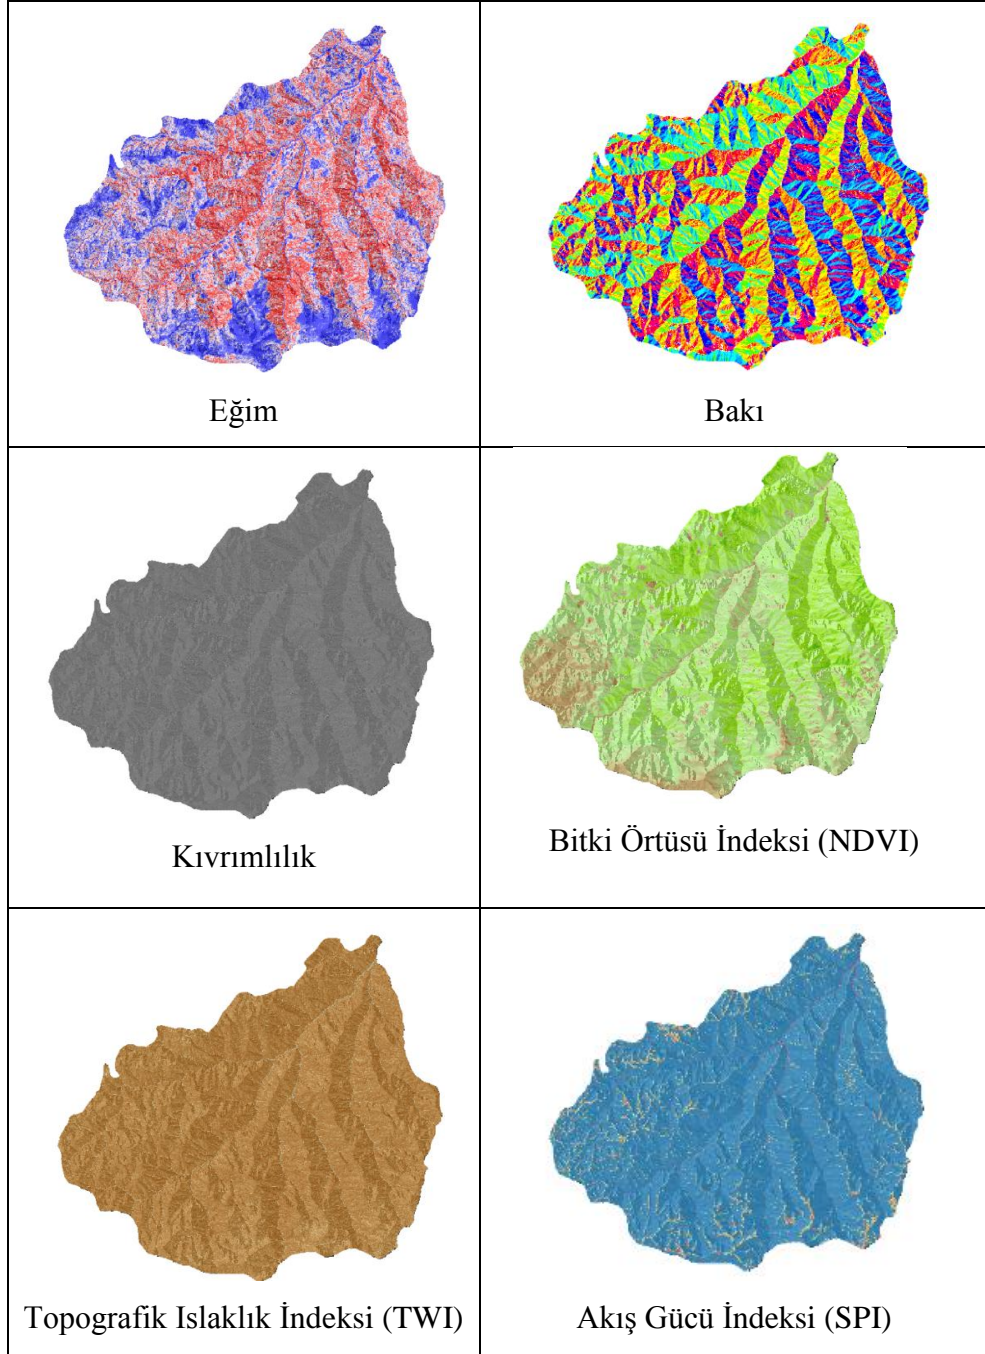 Eğim
Bakı
Kıvrımlılık
Bitki Örtüsü İndeksi (NDVI)
Topografik Islaklık İndeksi (TWI)
Akış Gücü İndeksi (SPI)